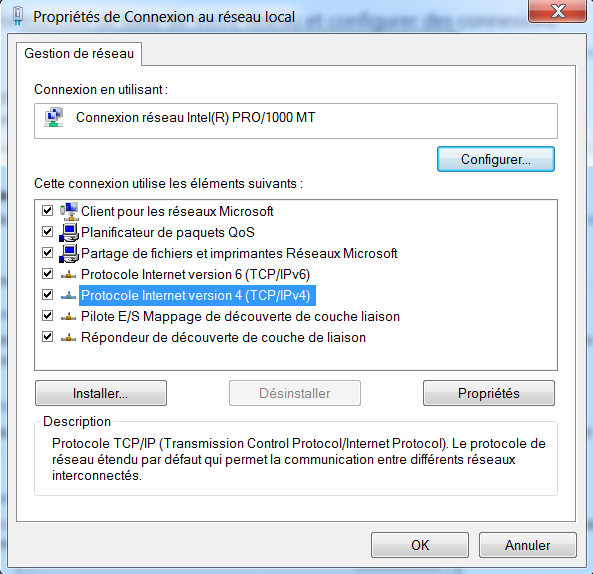 Propriétés de Connexion au réseau local
Gestion de réseau
Connexion en utilisant :
Connexion réseau Intel(R) PRO/1000 MT
Configurer...
Cette connexion utilise les éléments suivants :
Client pour les réseaux Microsoft
Planificateur de paquets QoS
Partage de fichiers et imprimantes Réseaux Microsoft
Protocole Internet version 6 (TCP/IPv6)
Protocole Internet version 4 (TCP/IPv4)
Pilote E/S Mappage de découverte de couche liaison
Répondeur de découverte de couche de liaison
Installer...
Désinstaller
Propriétés
Description
Protocole TCP/IP (Transmission Control Protocol/Internet Protocol). Le protocole de
réseau étendu par défaut qui permet la communication entre différents réseaux
interconnectés.
OK
Annuler